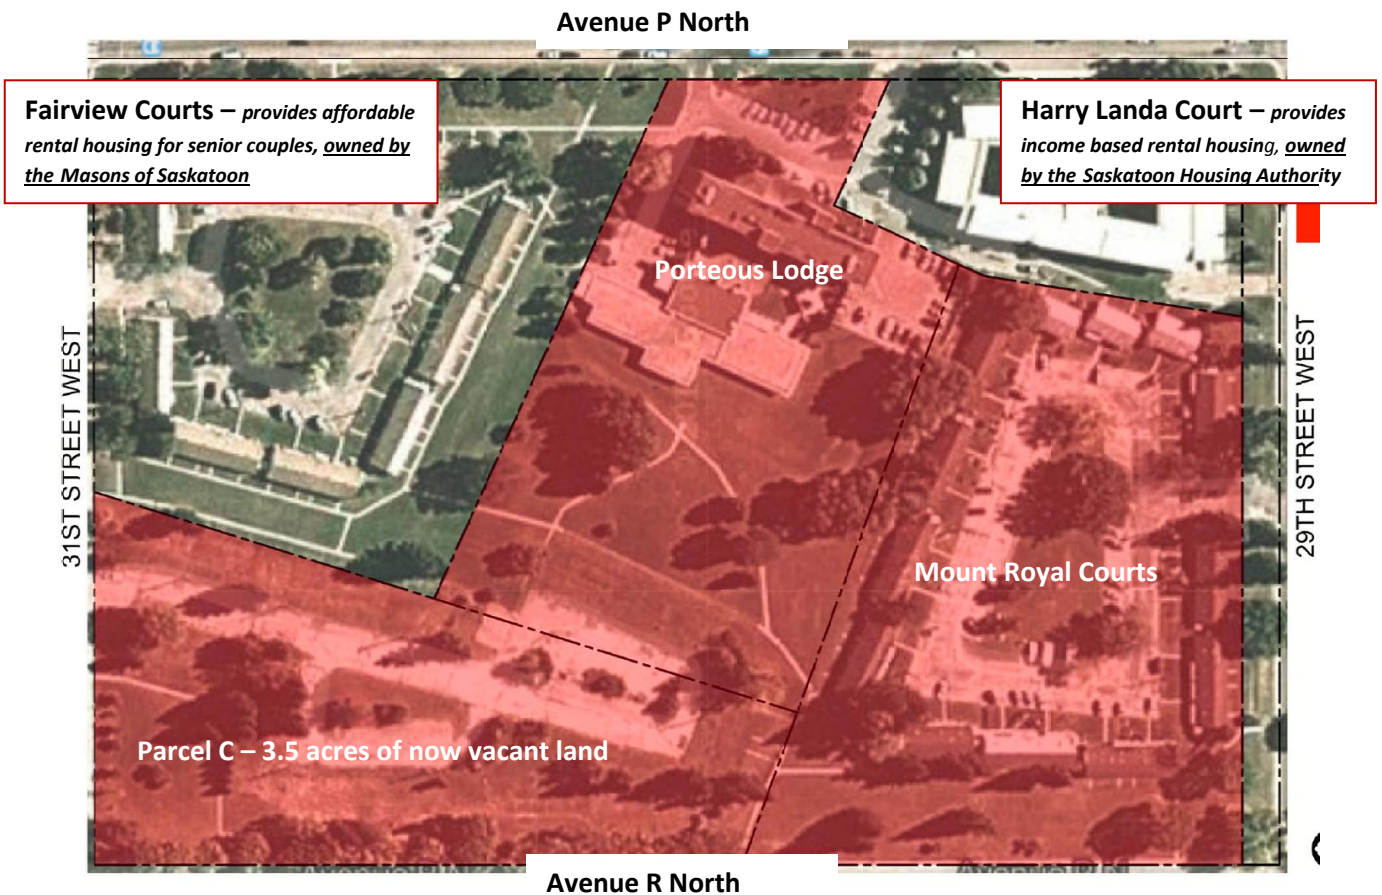 Avenue P North
Fairview Courts – provides affordable
rental housing for senior couples, owned by
the Masons of Saskatoon
Harry Landa Court – provides
income based rental housing, owned
by the Saskatoon Housing Authority
Porteous Lodge
31ST STREET WEST
29TH STREET WEST
Mount Royal Courts
Parcel C – 3.5 acres of now vacant land
Avenue R North